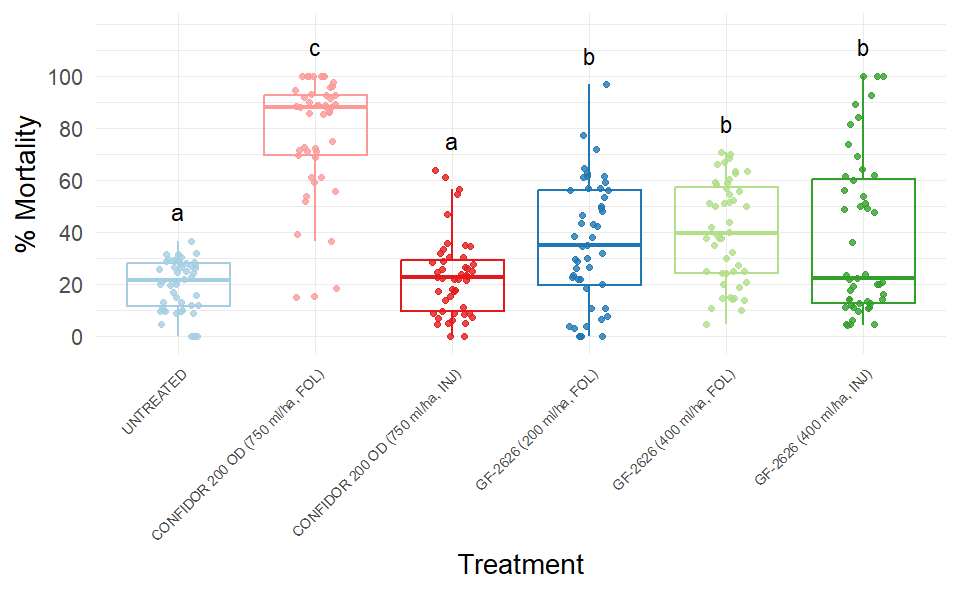 % Mortality
100
80
60
40
20
0
a
c
a
b
b
b
UNTREATED
CONFIDOR 200 OD (750 ml/ha, FOL)
CONFIDOR 200 OD (750 ml/ha, INJ)
GF-2626 (200 ml/ha, FOL)
GF-2626 (400 ml/ha, FOL)
GF-2626 (400 ml/ha, INJ)
Treatment